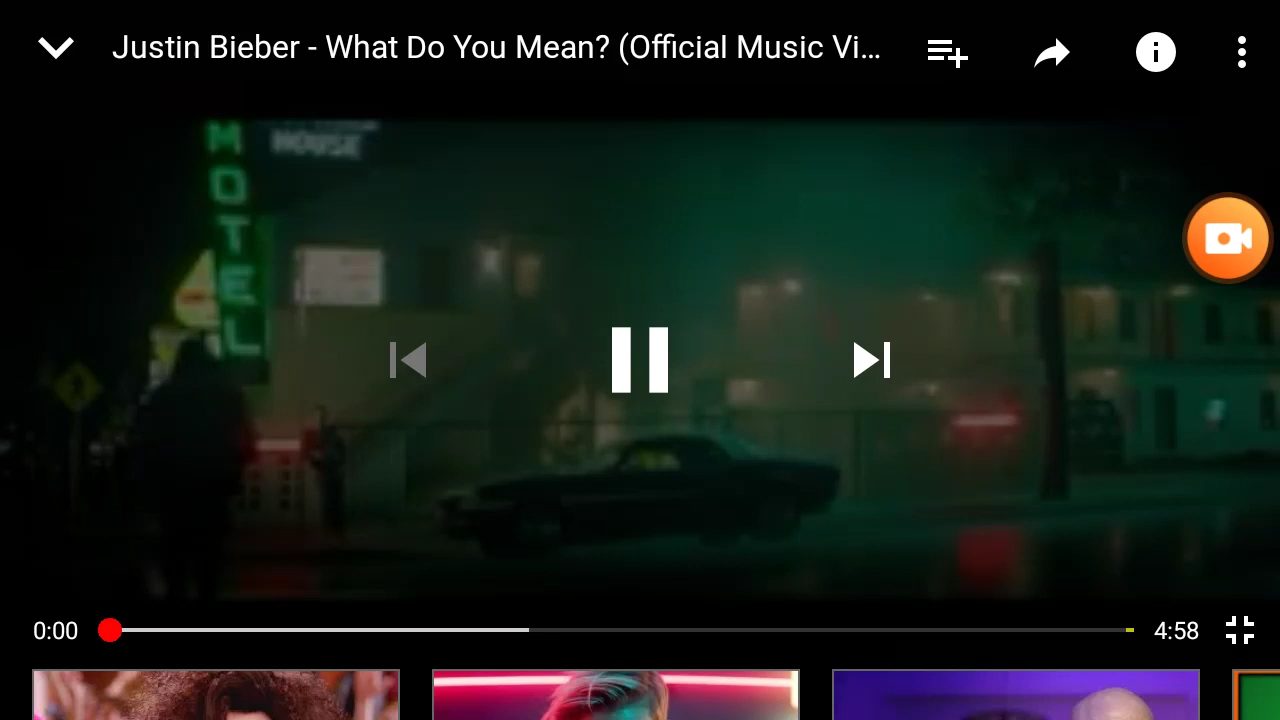 Justin Bieber - What Do You Mean? (Official Music Vi...
HOUSE
MOTEL
0:00
4:58